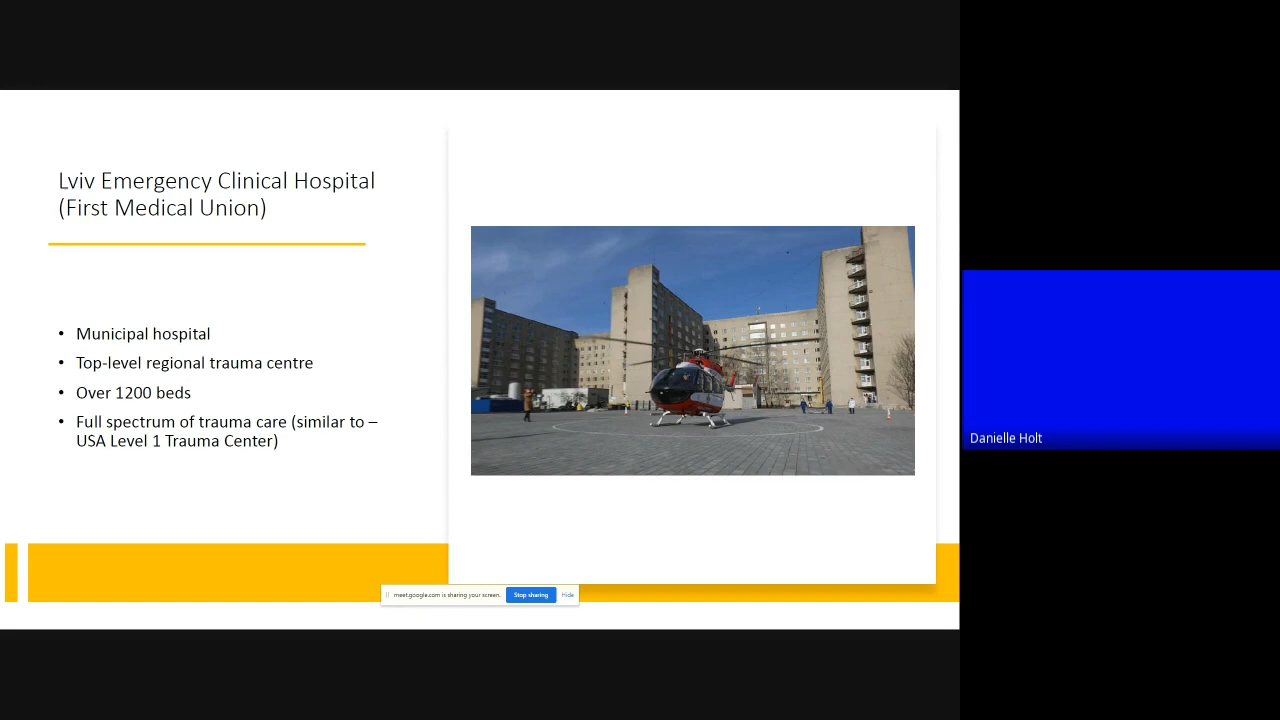 Lviv Emergency Clinical Hospital
(First Medical Union)
• Municipal hospital
• Top-level regional trauma centre
• Over 1200 beds
• Full spectrum of trauma care (similar to –
USA Level 1 Trauma Center)
meet.google.com is sharing your screen.
Stop sharing
Hide
Danielle Holt